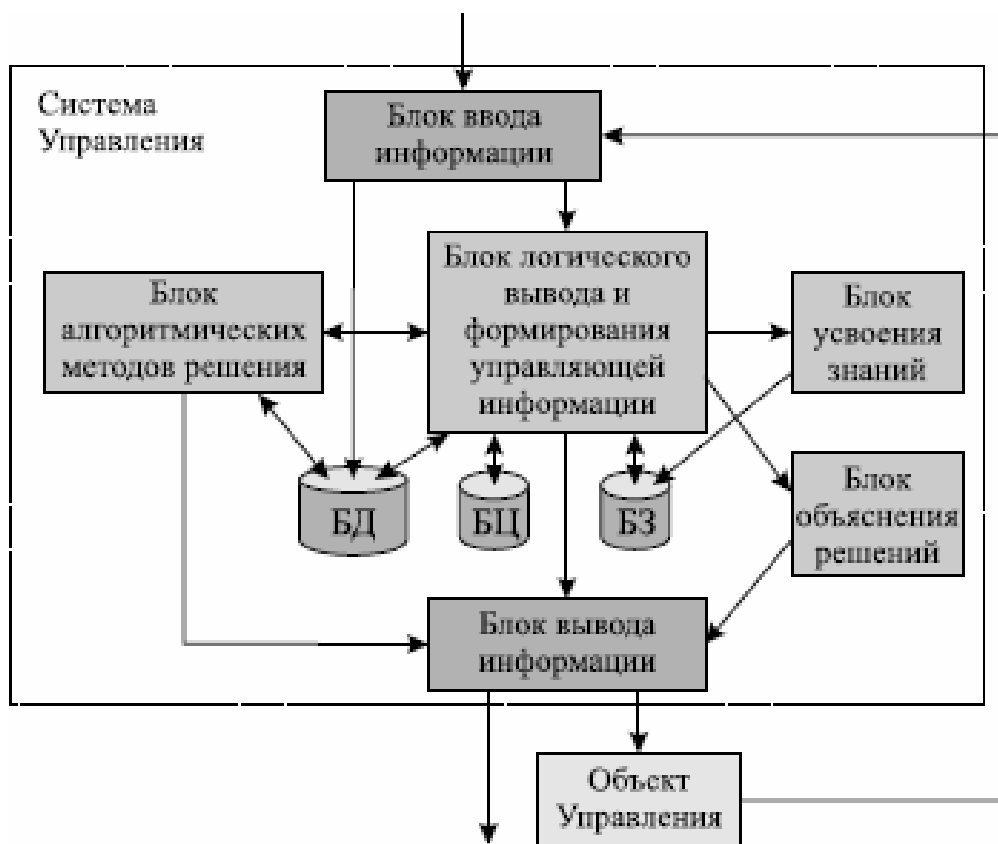 Система
Управления
Блок ввода
информации
Блок
алгоритмических
методов решения
Блок логического
вывода и
формирования
управляющей
информации
Блок
усвоения
знаний
БД
БЦ
БЗ
Блок
объяснения
решений
Блок вывода
информации
Объект
Управления